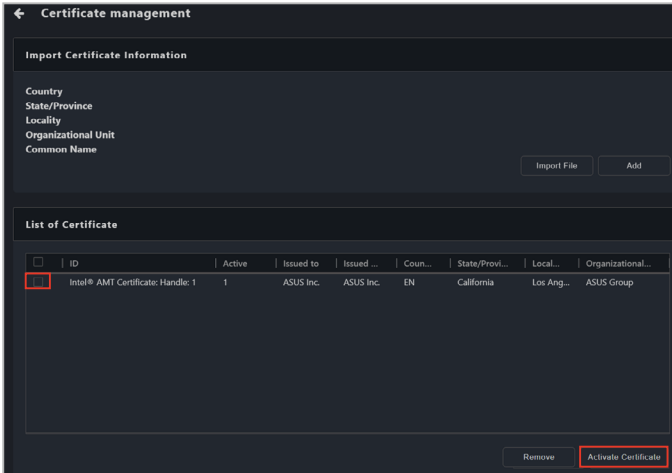 Certificate management
Import Certificate Information
Country
State/Province
Locality
Organizational Unit
Common Name
Import File Add
List of Certificate
ID Active Issued to Issued ... Coun... State/Provi... Local... Organizational...
Intel® AMT Certificate: Handle: 1 1 ASUS Inc. ASUS Inc. EN California Los Ang... ASUS Group
Remove Activate Certificate